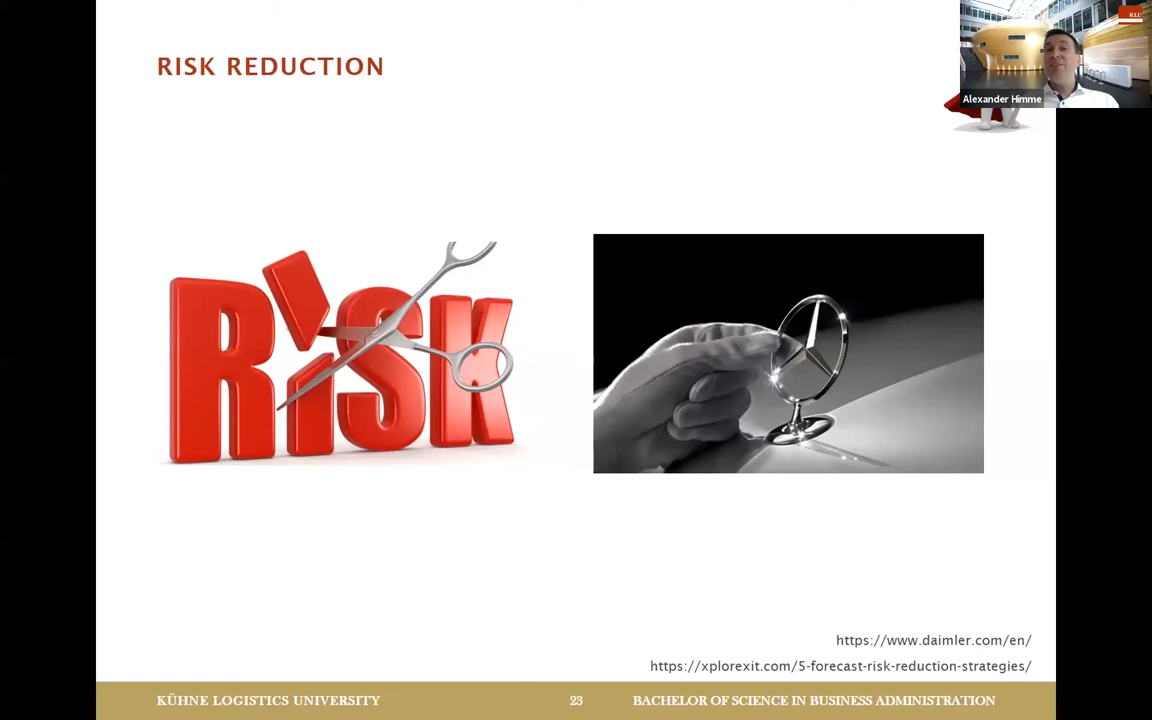 RISK REDUCTION
KLU
Alexander Himme
RiSK
https://www.daimler.com/en/
https://xplorexit.com/5-forecast-risk-reduction-strategies/
KÜHNE LOGISTICS UNIVERSITY 23 BACHELOR OF SCIENCE IN BUSINESS ADMINISTRATION